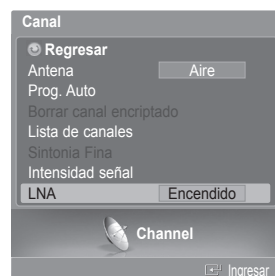 Canal
Regresar
Antena Aire
Prog. Auto
Borrar canal encriptado
Lista de canales
Sintonia Fina
Intensidad señal
LNA Encendido
Channel
Ingresar